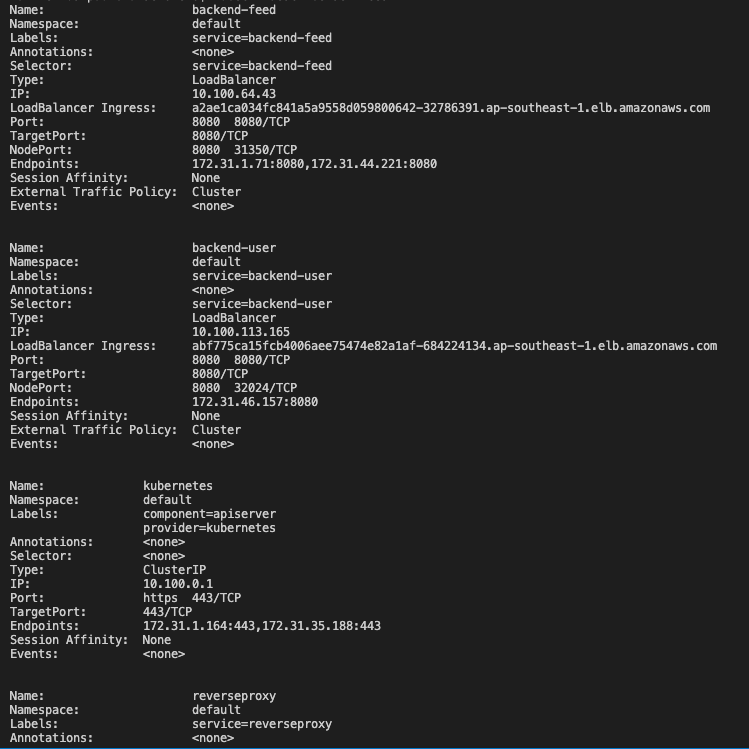 Name:                     backend-feed
Namespace:                default
Labels:                   service=backend-feed
Annotations:              <none>
Selector:                 service=backend-feed
Type:                     LoadBalancer
IP:                       10.100.64.43
LoadBalancer Ingress:     a2ae1ca034fc841a5a9558d059800642-32786391.ap-southeast-1.elb.amazonaws.com
Port:                     8080  8080/TCP
TargetPort:               8080/TCP
NodePort:                 8080  31350/TCP
Endpoints:                172.31.1.71:8080,172.31.44.221:8080
Session Affinity:         None
External Traffic Policy:  Cluster
Events:                   <none>
Name:                     backend-user
Namespace:                default
Labels:                   service=backend-user
Annotations:              <none>
Selector:                 service=backend-user
Type:                     LoadBalancer
IP:                       10.100.113.165
LoadBalancer Ingress:     abf775ca15fcb4006aee75474e82a1af-684224134.ap-southeast-1.elb.amazonaws.com
Port:                     8080  8080/TCP
TargetPort:               8080/TCP
NodePort:                 8080  32024/TCP
Endpoints:                172.31.46.157:8080
Session Affinity:         None
External Traffic Policy:  Cluster
Events:                   <none>
Name:              kubernetes
Namespace:         default
Labels:            component=apiserver
                   provider=kubernetes
Annotations:       <none>
Selector:          <none>
Type:              ClusterIP
IP:                10.100.0.1
Port:              https  443/TCP
TargetPort:        443/TCP
Endpoints:         172.31.1.164:443,172.31.35.188:443
Session Affinity:  None
Events:            <none>
Name:                     reverseproxy
Namespace:                default
Labels:                   service=reverseproxy
Annotations:              <none>